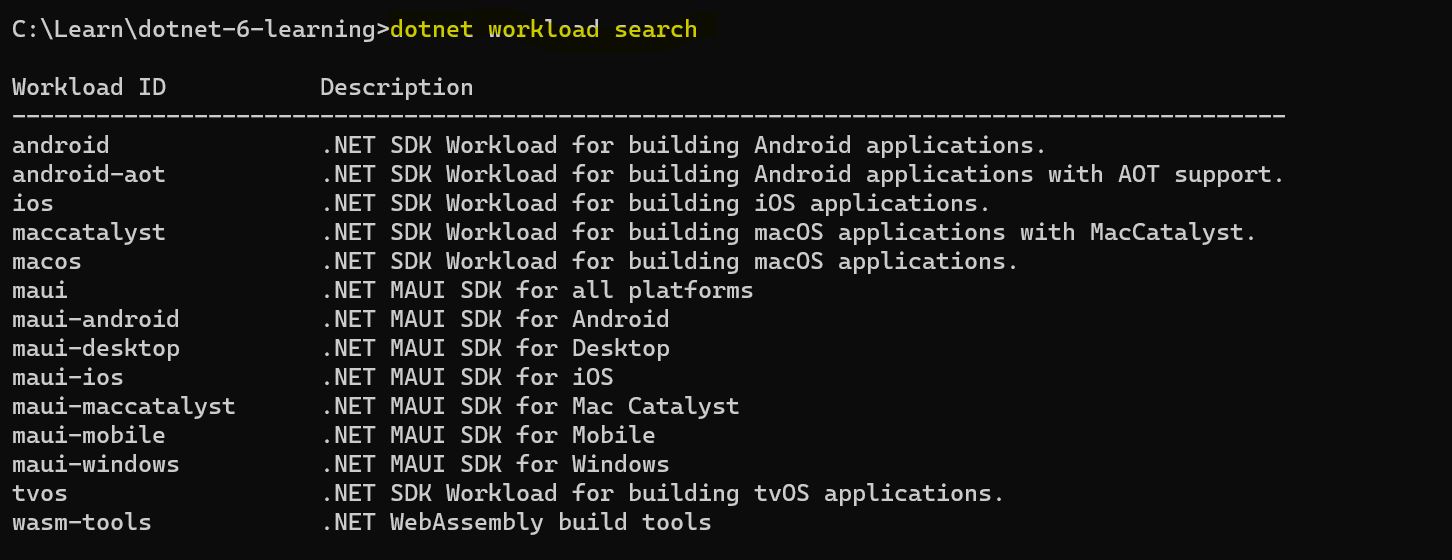 C:\Learn\dotnet-6-learning>dotnet workload search
Workload ID            Description
-------------------------------------------------------------------------------------------
android                .NET SDK Workload for building Android applications.
android-aot            .NET SDK Workload for building Android applications with AOT support.
ios                    .NET SDK Workload for building iOS applications.
maccatalyst            .NET SDK Workload for building macOS applications with MacCatalyst.
macos                  .NET SDK Workload for building macOS applications.
maui                   .NET MAUI SDK for all platforms
maui-android           .NET MAUI SDK for Android
maui-desktop           .NET MAUI SDK for Desktop
maui-ios               .NET MAUI SDK for iOS
maui-maccatalyst       .NET MAUI SDK for Mac Catalyst
maui-mobile            .NET MAUI SDK for Mobile
maui-windows           .NET MAUI SDK for Windows
tvos                   .NET SDK Workload for building tvOS applications.
wasm-tools             .NET WebAssembly build tools